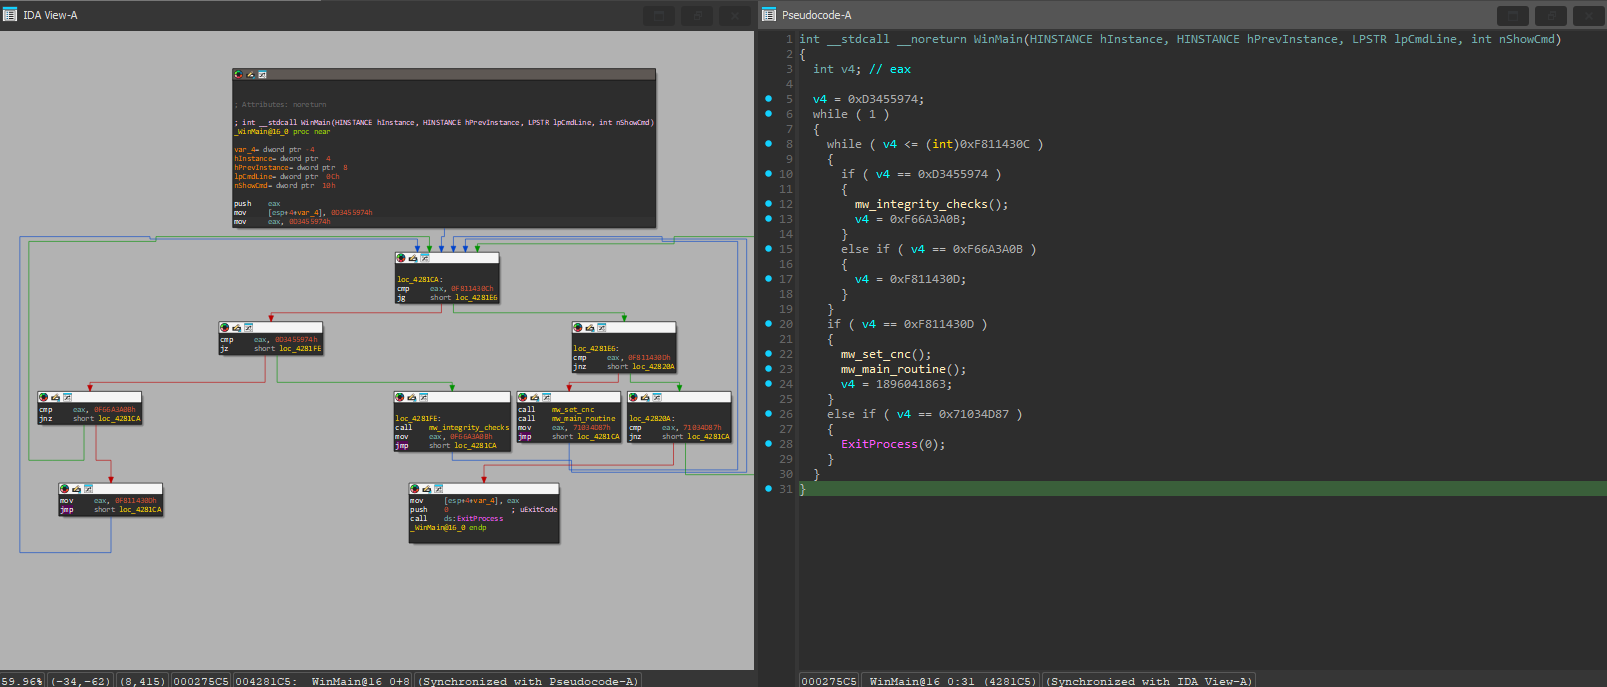 IDA View-A
; Attributes: noreturn
; int __stdcall WinMain(HINSTANCE hInstance, HINSTANCE hPrevInstance, LPSTR lpCmdLine, int nShowCmd)
_WinMain@16_0 proc near
var_4= dword ptr -4
hInstance= dword ptr  4
hPrevInstance= dword ptr  8
lpCmdLine= dword ptr  0Ch
nShowCmd= dword ptr  10h
push    eax
mov     [esp+4+var_4], 0D3455974h
mov     eax, 0D3455974h
loc_4281CA:
cmp     eax, 0F811430Ch
jg      short loc_4281E6
cmp     eax, 0D3455974h
jz      short loc_4281FE
loc_4281E6:
cmp     eax, 0F811430Dh
jnz     short loc_42820A
cmp     eax, 0F66A3A0Bh
jnz     short loc_4281CA
loc_4281FE:
call    mw_integrity_checks
mov     eax, 0F66A3A0Bh
jmp     short loc_4281CA
call    mw_set_cnc
call    mw_main_routine
mov     eax, 71034D87h
jmp     short loc_4281CA
loc_42820A:
cmp     eax, 71034D87h
jnz     short loc_4281CA
mov     eax, 0F811430Dh
jmp     short loc_4281CA
mov     [esp+4+var_4], eax
push    0               ; uExitCode
call    ds:ExitProcess
_WinMain@16_0 endp
59.96% (-34,-62) (8,415) 000275C5 004281C5: WinMain@16 0+8 (Synchronized with Pseudocode-A)
Pseudocode-A
1 int __stdcall __noreturn WinMain(HINSTANCE hInstance, HINSTANCE hPrevInstance, LPSTR lpCmdLine, int nShowCmd)
2 {
3   int v4; // eax
4
5   v4 = 0xD3455974;
6   while ( 1 )
7   {
8     while ( v4 <= (int)0xF811430C )
9     {
10       if ( v4 == 0xD3455974 )
11       {
12         mw_integrity_checks();
13         v4 = 0xF66A3A0B;
14       }
15       else if ( v4 == 0xF66A3A0B )
16       {
17         v4 = 0xF811430D;
18       }
19     }
20     if ( v4 == 0xF811430D )
21     {
22       mw_set_cnc();
23       mw_main_routine();
24       v4 = 1896041863;
25     }
26     else if ( v4 == 0x71034D87 )
27     {
28       ExitProcess(0);
29     }
30   }
31 }
000275C5 WinMain@16 0:31 (4281C5) (Synchronized with IDA View-A)